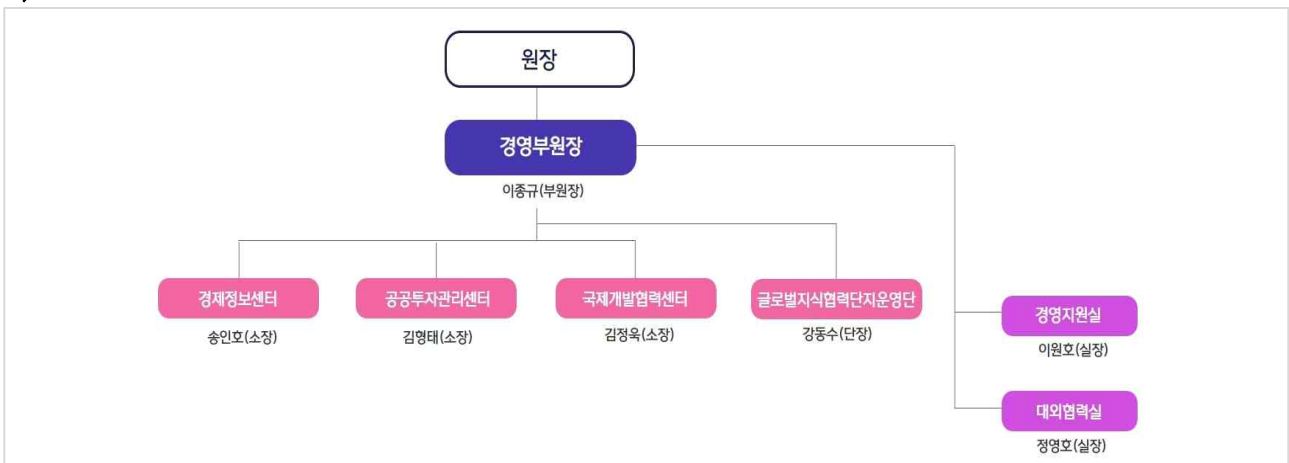 원장
경영부원장
이종규(부원장)
경제정보센터
공공투자관리센터
국제개발협력센터
글로벌지식협력단지운영단
송인호(소장)
김형태(소장)
김정욱(소장)
강동수(단장)
경영지원실
이원호(실장)
대외협력실
정영호(실장)